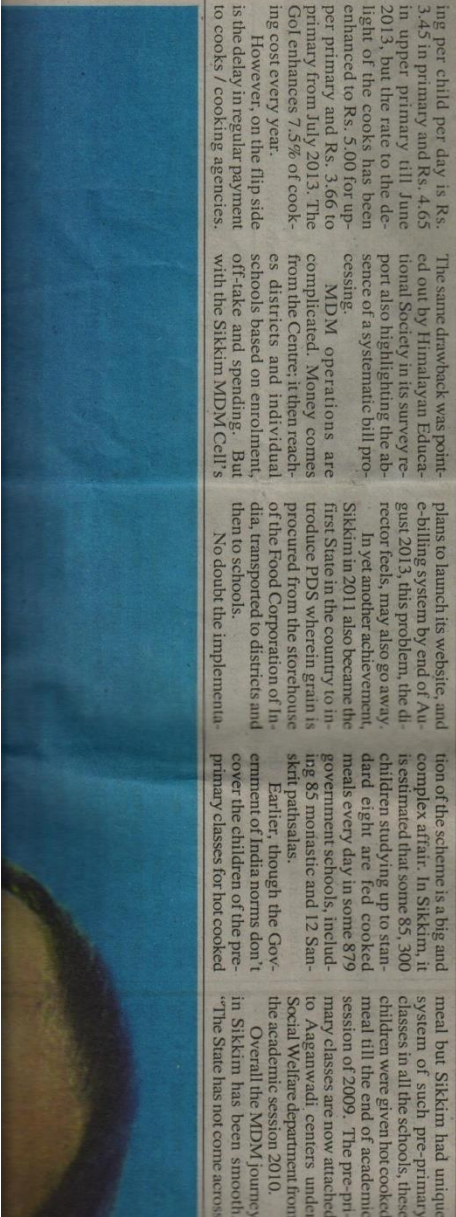 ing per child per day is Rs.
3.45 in primary and Rs. 4.65
in upper primary till June
2013, but the rate to the de-
light of the cooks has been
enhanced to Rs. 5.00 for up-
per primary and Rs. 3.66 to
primary from July 2013. The
GoI enhances 7.5% of cook-
ing cost every year.
However, on the flip side
is the delay in regular payment
to cooks / cooking agencies.
The same drawback was point-
ed out by Himalayan Educa-
tional Society in its survey re-
port also highlighting the ab-
sence of a systematic bill pro-
cessing.
MDM operations are
complicated. Money comes
from the Centre; it then reach-
es districts and individual
schools based on enrolment,
off-take and spending. But
with the Sikkim MDM Cell's
plans to launch its website, and
e-billing system by end of Au-
gust 2013, this problem, the di-
rector feels, may also go away.
In yet another achievement,
Sikkim in 2011 also became the
first State in the country to in-
troduce PDS wherein grain is
procured from the storehouse
of the Food Corporation of In-
dia, transported to districts and
then to schools.
No doubt the implementa-
tion of the scheme is a big and
complex affair. In Sikkim, it
is estimated that some 85, 300
children studying up to stan-
dard eight are fed cooked
meals every day in some 879
government schools, includ-
ing 85 monastic and 12 San-
skrit pathsalas.
Earlier, though the Gov-
ernment of India norms don't
cover the children of the pre-
primary classes for hot cooked
meal but Sikkim had unique
system of such pre-primary
classes in all the schools, these
children were given hot cooked
meal till the end of academic
session of 2009. The pre-pri-
mary classes are now attached
to Aaganwadi centers under
Social Welfare department from
the academic session 2010.
Overall the MDM journey
in Sikkim has been smooth
"The State has not come across